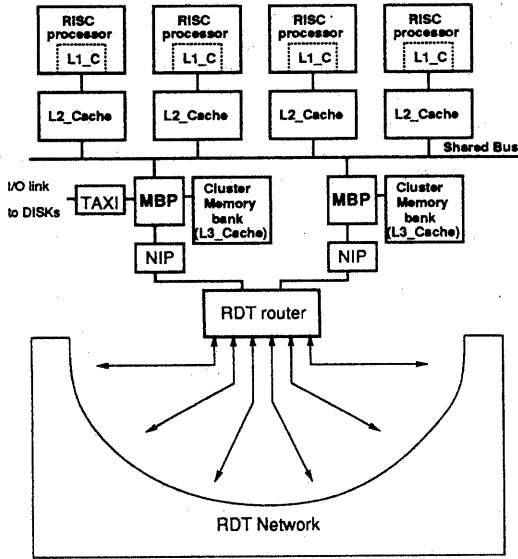 RISC
processor
L1_C
RISC
processor
L1_C
RISC
processor
L1_C
RISC
processor
L1_C
L2_Cache
L2_Cache
L2_Cache
L2_Cache
Shared Bus
I/O link
to DISKs
TAXI
MBP
Cluster
Memory
bank
(L3_Cache)
MBP
Cluster
Memory
bank
(L3_Cache)
NIP
NIP
RDT router
RDT Network